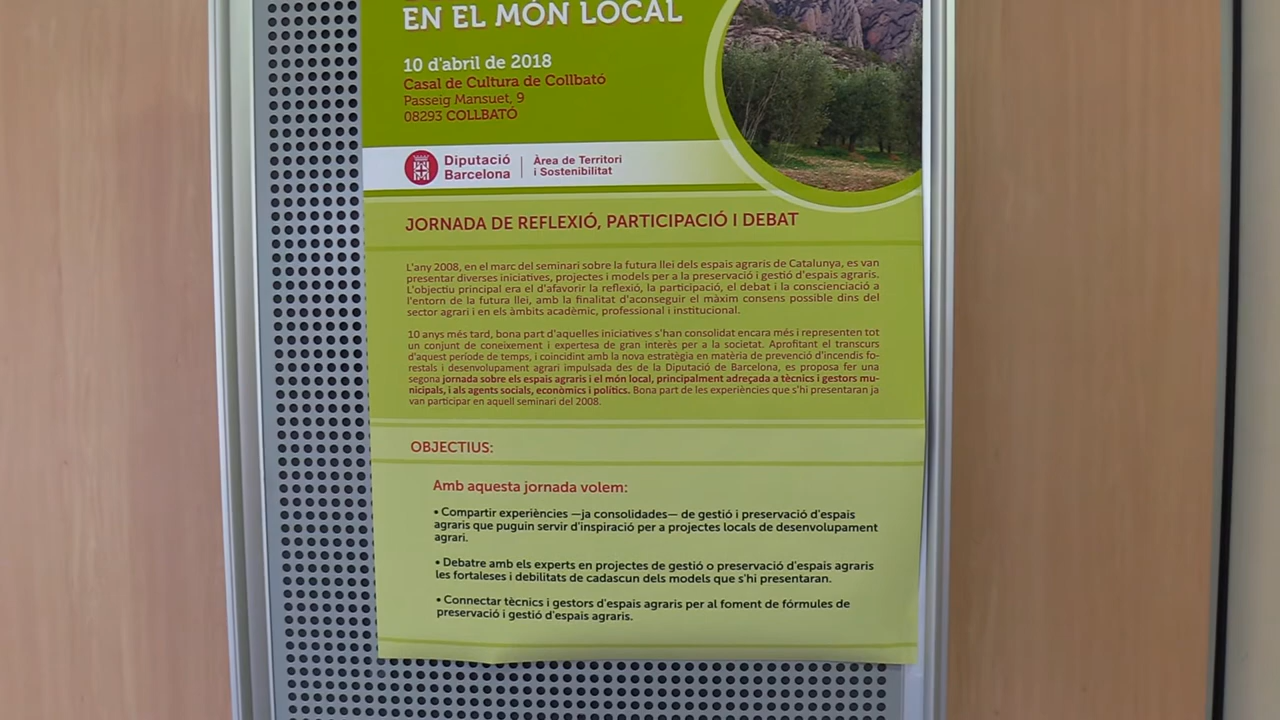 EN EL MÓN LOCAL
10 d'abril de 2018
Casal de Cultura de Collbató
Passeig Mansuet, 9
08293 COLLBATÓ
Diputació
Barcelona
Àrea de Territori
i Sostenibilitat
JORNADA DE REFLEXIÓ, PARTICIPACIÓ I DEBAT
L'any 2008, en el marc del seminari sobre la futura llei dels espais agraris de Catalunya, es van
presentar diverses iniciatives, projectes i models per a la preservació i gestió d'espais agraris.
L'objectiu principal era el d'afavorir la reflexió, la participació, el debat i la conscienciació a
l'entorn de la futura llei, amb la finalitat d'aconseguir el màxim consens possible dins del
sector agrari i en els àmbits acadèmic, professional i institucional.
10 anys més tard, bona part d'aquelles iniciatives s'han consolidat encara més i representen tot
un conjunt de coneixement i expertesa de gran interès per a la societat. Aprofitant el transcurs
d'aquest període de temps, i coincidint amb la nova estratègia en matèria de prevenció d'incendis fo-
restals i desenvolupament agrari impulsada des de la Diputació de Barcelona, es proposa fer una
segona jornada sobre els espais agraris i el món local, principalment adreçada a tècnics i gestors mu-
nicipals, i als agents socials, econòmics i polítics. Bona part de les experiències que s'hi presentaran ja
van participar en aquell seminari del 2008.
OBJECTIUS:
Amb aquesta jornada volem:
• Compartir experiències —ja consolidades— de gestió i preservació d'espais
agraris que puguin servir d'inspiració per a projectes locals de desenvolupament
agrari.
• Debatre amb els experts en projectes de gestió o preservació d'espais agraris
les fortaleses i debilitats de cadascun dels models que s'hi presentaran.
• Connectar tècnics i gestors d'espais agraris per al foment de fórmules de
preservació i gestió d'espais agraris.